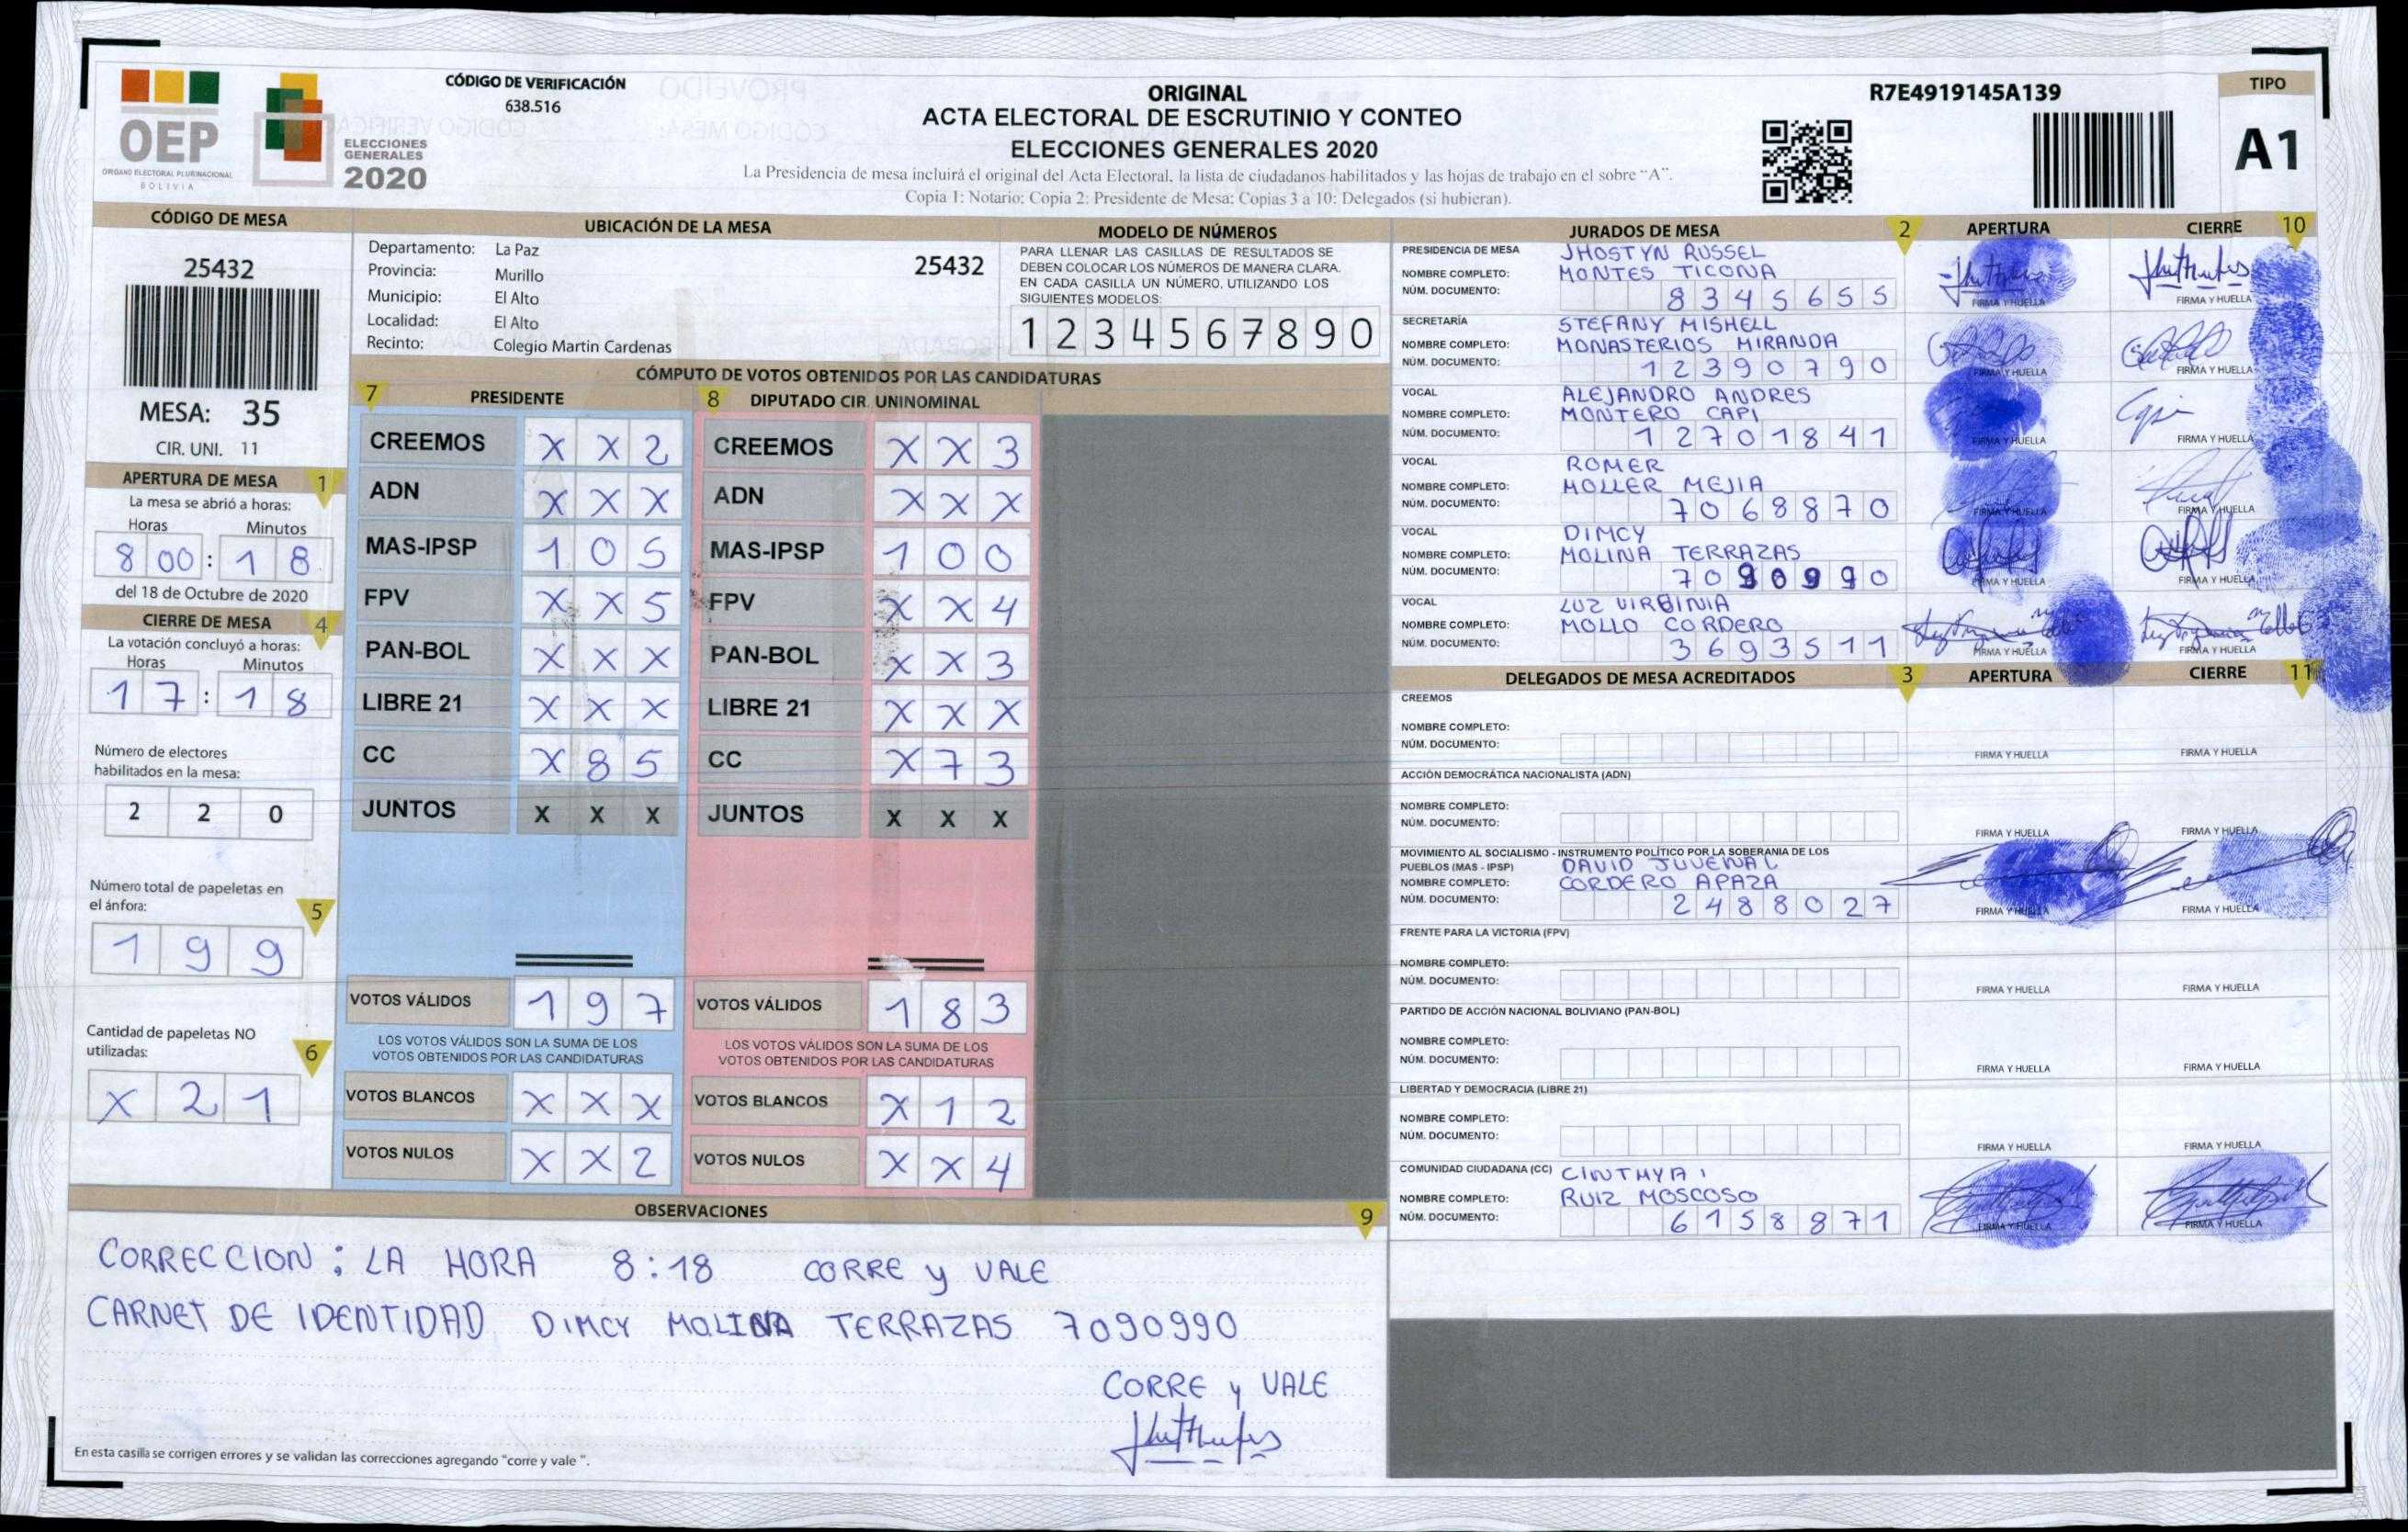 CÓDIGO DE VERIFICACIÓN
638.516
OEP
ÓRGANO ELECTORAL PLURINACIONAL
BOLIVIA
ELECCIONES
GENERALES
2020
ORIGINAL
ACTA ELECTORAL DE ESCRUTINIO Y CONTEO
ELECCIONES GENERALES 2020
La Presidencia de mesa incluirá el original del Acta Electoral, la lista de ciudadanos habilitados y las hojas de trabajo en el sobre “A”.
Copia 1: Notario; Copia 2: Presidente de Mesa; Copias 3 a 10: Delegados (si hubieran).
R7E4919145A139
TIPO
A1
CÓDIGO DE MESA
25432
MESA: 35
CIR. UNI. 11
APERTURA DE MESA 1
La mesa se abrió a horas:
Horas Minutos
8 00 : 1 8
del 18 de Octubre de 2020
CIERRE DE MESA 4
La votación concluyó a horas:
Horas Minutos
1 7 : 1 8
Número de electores
habilitados en la mesa:
2 2 0
Número total de papeletas en
el ánfora: 5
1 9 9
Cantidad de papeletas NO
utilizadas: 6
X 2 1
UBICACIÓN DE LA MESA
Departamento: La Paz
25432
Provincia: Murillo
Municipio: El Alto
Localidad: El Alto
Recinto: Colegio Martin Cardenas
MODELO DE NÚMEROS
PARA LLENAR LAS CASILLAS DE RESULTADOS SE
DEBEN COLOCAR LOS NÚMEROS DE MANERA CLARA.
EN CADA CASILLA UN NÚMERO, UTILIZANDO LOS
SIGUIENTES MODELOS:
1 2 3 4 5 6 7 8 9 0
CÓMPUTO DE VOTOS OBTENIDOS POR LAS CANDIDATURAS
7 PRESIDENTE 8 DIPUTADO CIR. UNINOMINAL
CREEMOS X X 2 CREEMOS X X 3
ADN X X X ADN X X X
MAS-IPSP 1 0 5 MAS-IPSP 1 0 0
FPV X X 5 FPV X X 4
PAN-BOL X X X PAN-BOL X X 3
LIBRE 21 X X X LIBRE 21 X X X
CC X 8 5 CC X 7 3
JUNTOS X X X JUNTOS X X X
VOTOS VÁLIDOS 1 9 7 VOTOS VÁLIDOS 1 8 3
LOS VOTOS VÁLIDOS SON LA SUMA DE LOS LOS VOTOS VÁLIDOS SON LA SUMA DE LOS
VOTOS OBTENIDOS POR LAS CANDIDATURAS VOTOS OBTENIDOS POR LAS CANDIDATURAS
VOTOS BLANCOS X X X VOTOS BLANCOS X 1 2
VOTOS NULOS X X 2 VOTOS NULOS X X 4
JURADOS DE MESA 2 APERTURA CIERRE 10
PRESIDENCIA DE MESA JHOSTYN RUSSEL
NOMBRE COMPLETO: MONTES TICONA
NÚM. DOCUMENTO: 8 3 4 5 6 5 5 FIRMA Y HUELLA FIRMA Y HUELLA
SECRETARÍA STEFANY MISHELL
NOMBRE COMPLETO: MONASTERIOS MIRANDA
NÚM. DOCUMENTO: 1 2 3 9 0 7 9 0 FIRMA Y HUELLA FIRMA Y HUELLA
VOCAL ALEJANDRO ANDRES
NOMBRE COMPLETO: MONTERO CAPI
NÚM. DOCUMENTO: 1 2 7 0 1 8 4 1 FIRMA Y HUELLA FIRMA Y HUELLA
VOCAL ROMER
NOMBRE COMPLETO: MOLLER MEJIA
NÚM. DOCUMENTO: 7 0 6 8 8 7 0 FIRMA Y HUELLA FIRMA Y HUELLA
VOCAL DIMCY
NOMBRE COMPLETO: MOLINA TERRAZAS
NÚM. DOCUMENTO: 7 0 9 0 9 9 0 FIRMA Y HUELLA FIRMA Y HUELLA
VOCAL LUZ VIRGINIA
NOMBRE COMPLETO: MOLLO CORDERO
NÚM. DOCUMENTO: 3 6 9 3 5 1 1 FIRMA Y HUELLA FIRMA Y HUELLA
DELEGADOS DE MESA ACREDITADOS 3 APERTURA CIERRE 11
CREEMOS
NOMBRE COMPLETO:
NÚM. DOCUMENTO: FIRMA Y HUELLA FIRMA Y HUELLA
ACCIÓN DEMOCRÁTICA NACIONALISTA (ADN)
NOMBRE COMPLETO:
NÚM. DOCUMENTO: FIRMA Y HUELLA FIRMA Y HUELLA
MOVIMIENTO AL SOCIALISMO - INSTRUMENTO POLÍTICO POR LA SOBERANIA DE LOS
PUEBLOS (MAS - IPSP) DAVID JUVENAL
NOMBRE COMPLETO: CORDERO APAZA
NÚM. DOCUMENTO: 2 4 8 8 0 2 7 FIRMA Y HUELLA FIRMA Y HUELLA
FRENTE PARA LA VICTORIA (FPV)
NOMBRE COMPLETO:
NÚM. DOCUMENTO: FIRMA Y HUELLA FIRMA Y HUELLA
PARTIDO DE ACCIÓN NACIONAL BOLIVIANO (PAN-BOL)
NOMBRE COMPLETO:
NÚM. DOCUMENTO: FIRMA Y HUELLA FIRMA Y HUELLA
LIBERTAD Y DEMOCRACIA (LIBRE 21)
NOMBRE COMPLETO:
NÚM. DOCUMENTO: FIRMA Y HUELLA FIRMA Y HUELLA
COMUNIDAD CIUDADANA (CC) CINTHYA
NOMBRE COMPLETO: RUIZ MOSCOSO
NÚM. DOCUMENTO: 6 1 5 8 8 7 1 FIRMA Y HUELLA FIRMA Y HUELLA
OBSERVACIONES 9
CORRECCION : LA HORA 8:18 CORRE y VALE
CARNET DE IDENTIDAD DIMCY MOLINA TERRAZAS 7090990
CORRE y VALE
En esta casilla se corrigen errores y se validan las correcciones agregando “corre y vale ”.